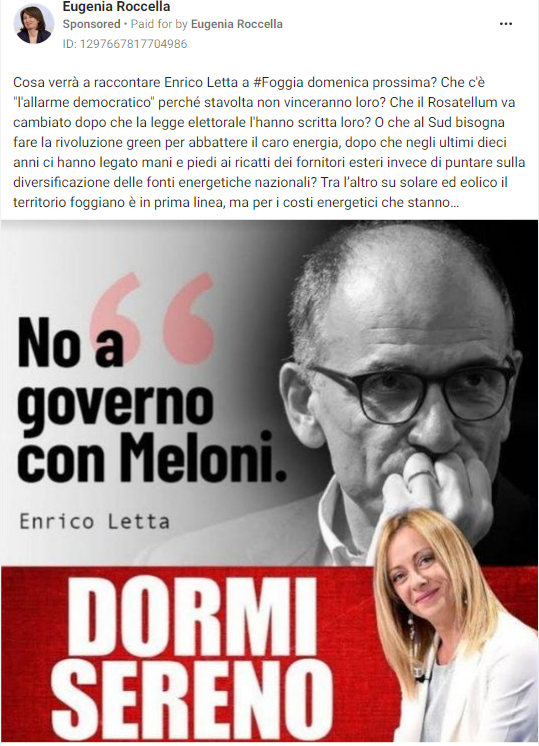 Eugenia Roccella
Sponsored • Paid for by Eugenia Roccella
ID: 1297667817704986
Cosa verrà a raccontare Enrico Letta a #Foggia domenica prossima? Che c'è
"l'allarme democratico" perché stavolta non vinceranno loro? Che il Rosatellum va
cambiato dopo che la legge elettorale l'hanno scritta loro? O che al Sud bisogna
fare la rivoluzione green per abbattere il caro energia, dopo che negli ultimi dieci
anni ci hanno legato mani e piedi ai ricatti dei fornitori esteri invece di puntare sulla
diversificazione delle fonti energetiche nazionali? Tra l’altro su solare ed eolico il
territorio foggiano è in prima linea, ma per i costi energetici che stanno...
No a
governo
con Meloni.
Enrico Letta
DORMI
SERENO